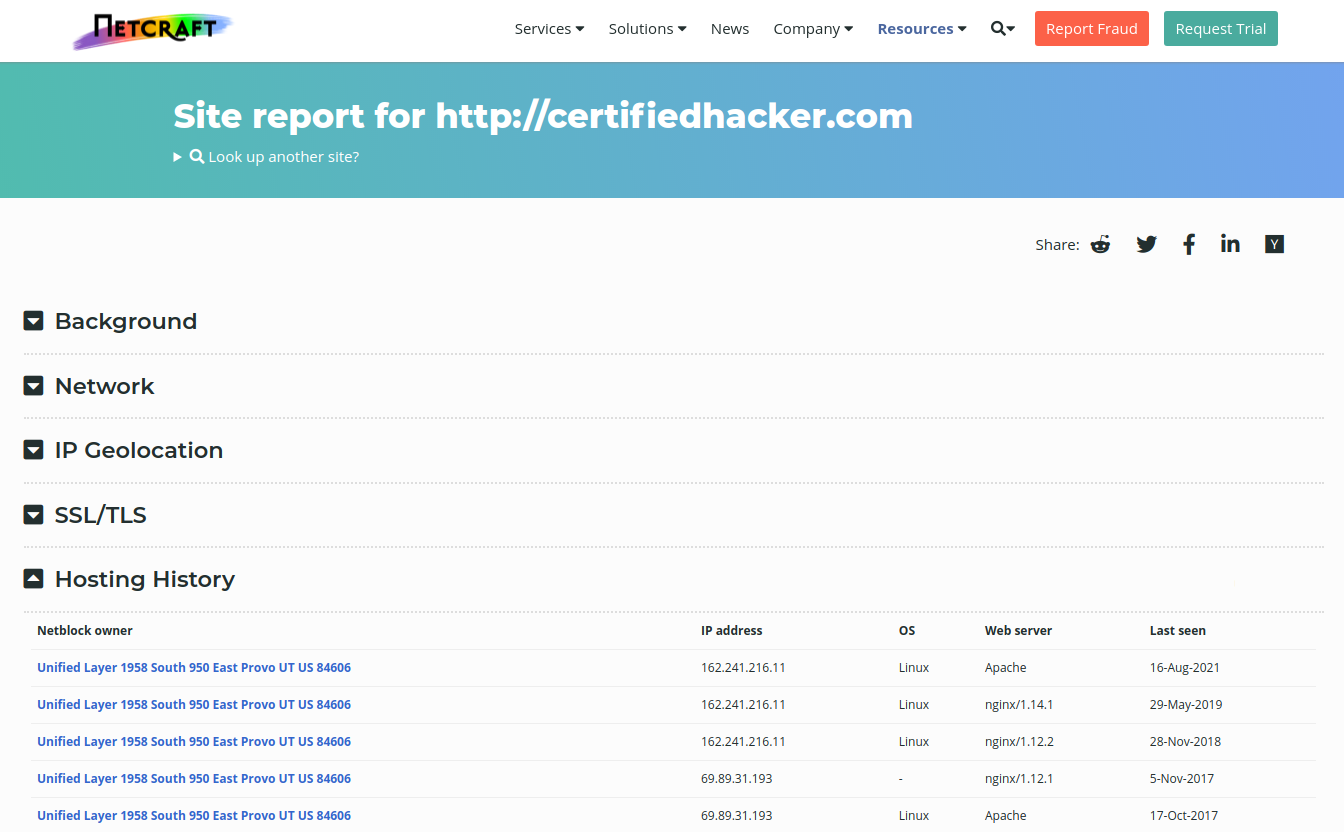 NETCRAFT
Services Solutions News Company Resources Report Fraud Request Trial
Site report for http://certifiedhacker.com
Look up another site?
Share: Y
Background
Network
IP Geolocation
SSL/TLS
Hosting History
Netblock owner IP address OS Web server Last seen
Unified Layer 1958 South 950 East Provo UT US 84606 162.241.216.11 Linux Apache 16-Aug-2021
Unified Layer 1958 South 950 East Provo UT US 84606 162.241.216.11 Linux nginx/1.14.1 29-May-2019
Unified Layer 1958 South 950 East Provo UT US 84606 162.241.216.11 Linux nginx/1.12.2 28-Nov-2018
Unified Layer 1958 South 950 East Provo UT US 84606 69.89.31.193 - nginx/1.12.1 5-Nov-2017
Unified Layer 1958 South 950 East Provo UT US 84606 69.89.31.193 Linux Apache 17-Oct-2017